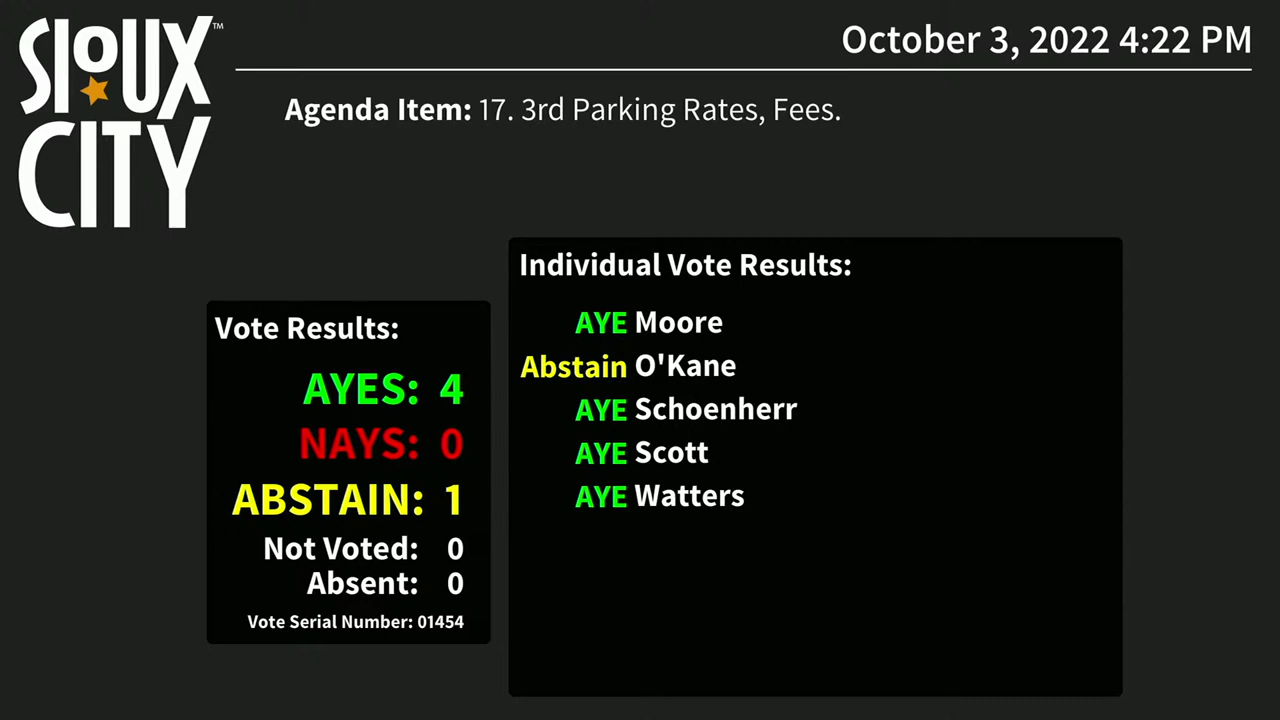 SIOUX
CITY™
October 3, 2022 4:22 PM
Agenda Item: 17. 3rd Parking Rates, Fees.
Vote Results:
AYES: 4
NAYS: 0
ABSTAIN: 1
Not Voted: 0
Absent: 0
Vote Serial Number: 01454
Individual Vote Results:
AYE Moore
Abstain O'Kane
AYE Schoenherr
AYE Scott
AYE Watters